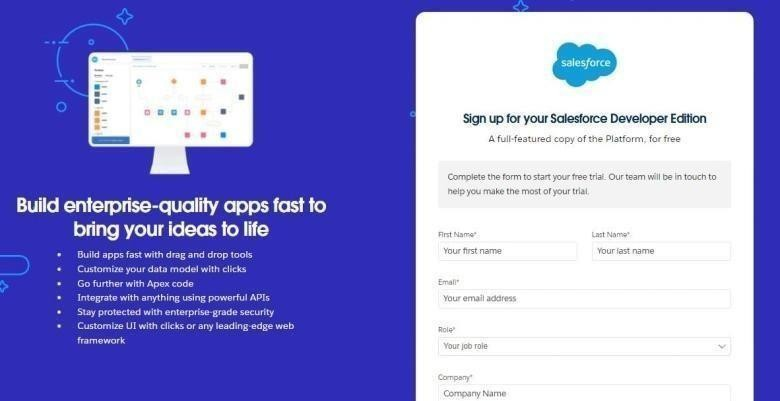 Build enterprise-quality apps fast to
bring your ideas to life
• Build apps fast with drag and drop tools
• Customize your data model with clicks
• Go further with Apex code
• Integrate with anything using powerful APIs
• Stay protected with enterprise-grade security
• Customize UI with clicks or any leading-edge web
framework
salesforce
Sign up for your Salesforce Developer Edition
A full-featured copy of the Platform, for free
Complete the form to start your free trial. Our team will be in touch to
help you make the most of your trial.
First Name* Last Name*
Your first name Your last name
Email*
Your email address
Role*
Your job role
Company*
Company Name